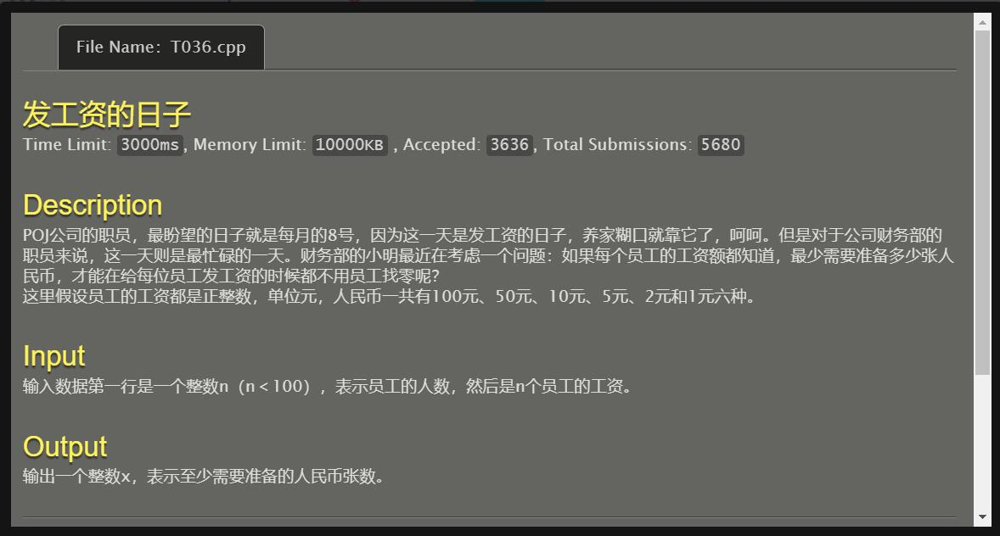 File Name：T036.cpp
发工资的日子
Time Limit: 3000ms, Memory Limit: 10000KB , Accepted: 3636, Total Submissions: 5680
Description
POJ公司的职员，最盼望的日子就是每月的8号，因为这一天是发工资的日子，养家糊口就靠它了，呵呵。但是对于公司财务部的
职员来说，这一天则是最忙碌的一天。财务部的小明最近在考虑一个问题：如果每个员工的工资额都知道，最少需要准备多少张人
民币，才能在给每位员工发工资的时候都不用员工找零呢？
这里假设员工的工资都是正整数，单位元，人民币一共有100元、50元、10元、5元、2元和1元六种。
Input
输入数据第一行是一个整数n（n < 100），表示员工的人数，然后是n个员工的工资。
Output
输出一个整数x，表示至少需要准备的人民币张数。